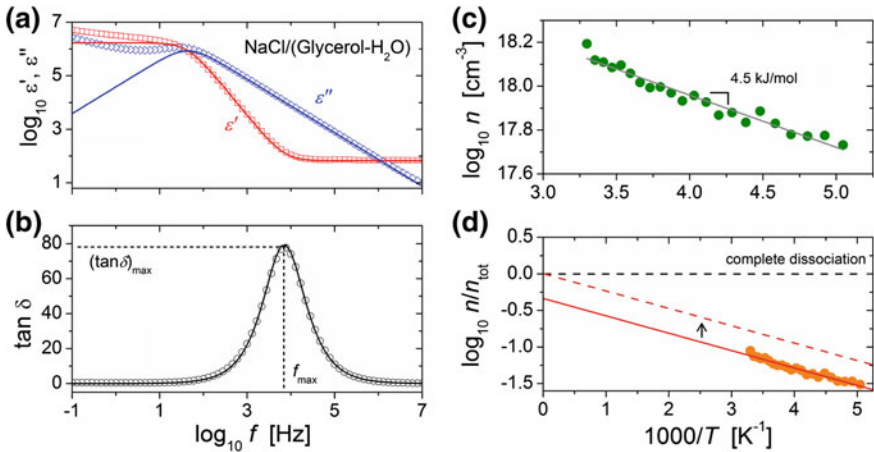 (a)
NaCl/(Glycerol-H₂O)
log₁₀ ε', ε"
7
5
3
1
ε"
ε'
(b)
tan δ
80
60
40
20
0
(tanδ)max
fmax
-1 1 3 5 7
log₁₀ f [Hz]
(c)
log₁₀ n [cm⁻³]
18.2
18.0
17.8
17.6
4.5 kJ/mol
3.0 3.5 4.0 4.5 5.0
(d)
log₁₀ n/ntot
0.5
0.0
-0.5
-1.0
-1.5
complete dissociation
0 1 2 3 4 5
1000/T [K⁻¹]